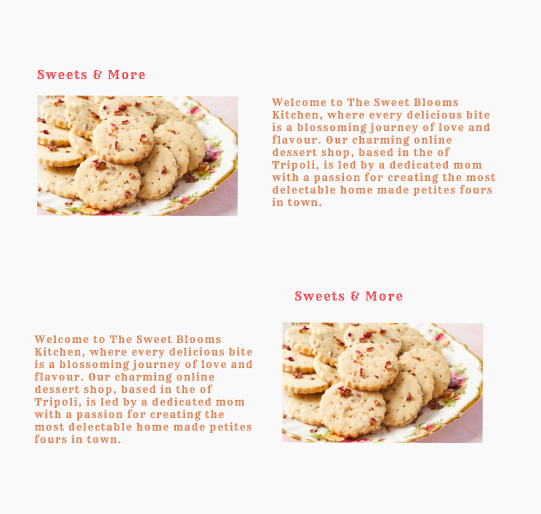 Sweets & More
Welcome to The Sweet Blooms
Kitchen, where every delicious bite
is a blossoming journey of love and
flavour. Our charming online
dessert shop, based in the of
Tripoli, is led by a dedicated mom
with a passion for creating the most
delectable home made petites fours
in town.
Sweets & More
Welcome to The Sweet Blooms
Kitchen, where every delicious bite
is a blossoming journey of love and
flavour. Our charming online
dessert shop, based in the of
Tripoli, is led by a dedicated mom
with a passion for creating the
most delectable home made petites
fours in town.